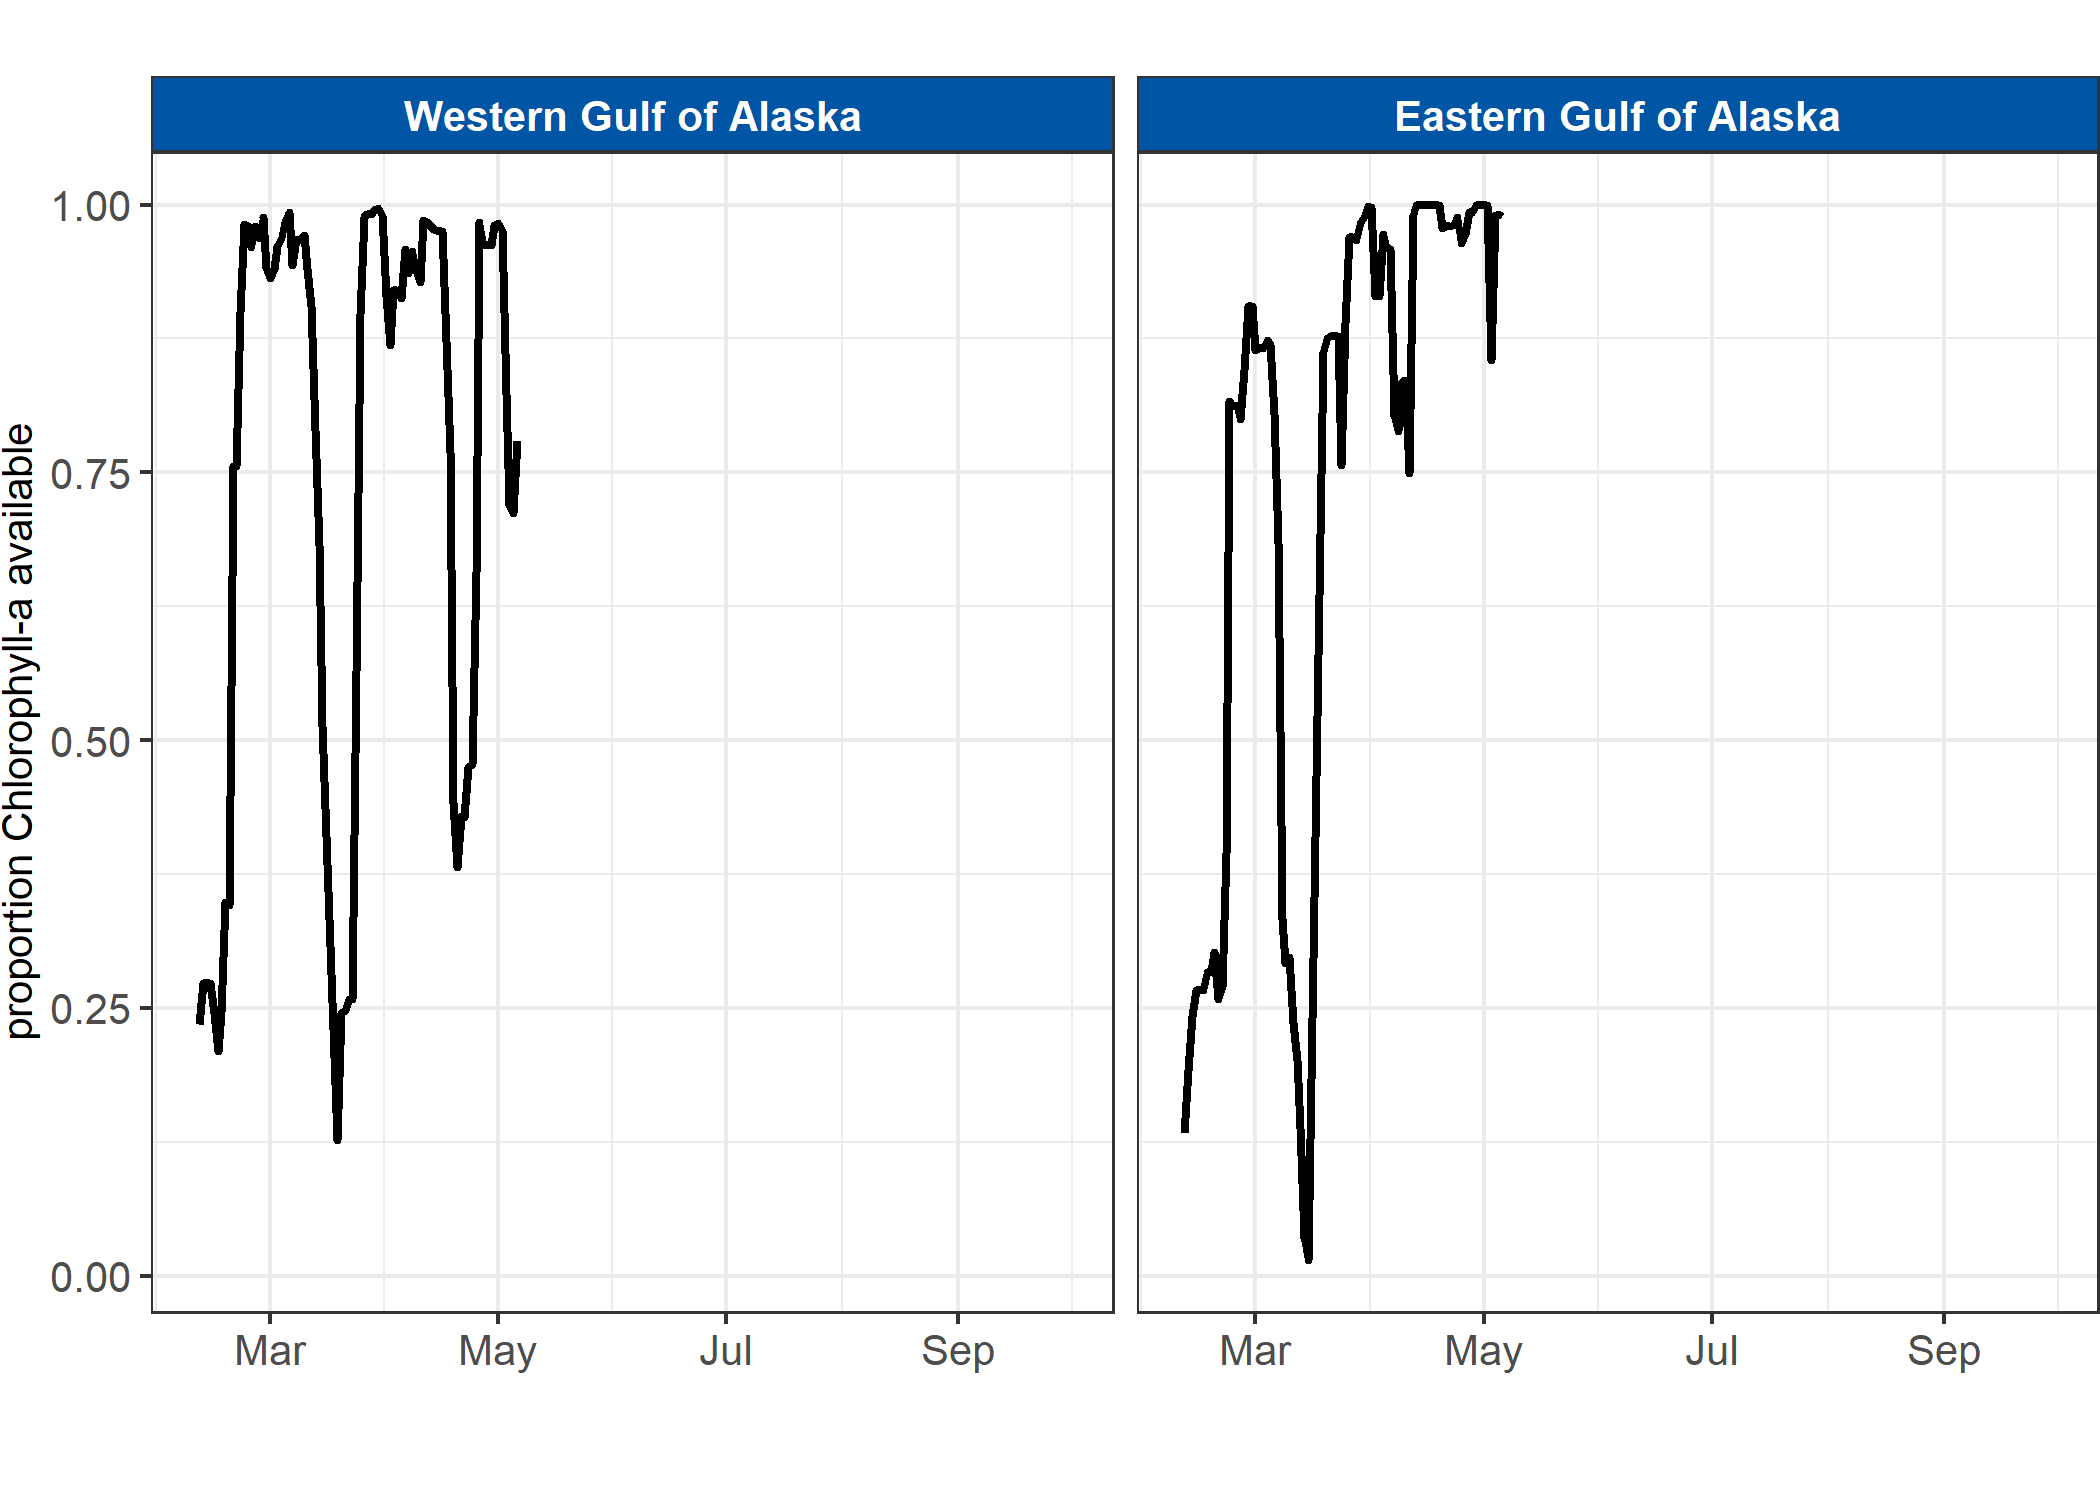 Western Gulf of Alaska
Eastern Gulf of Alaska
proportion Chlorophyll-a available
1.00
0.75
0.50
0.25
0.00
Mar May Jul Sep
Mar May Jul Sep